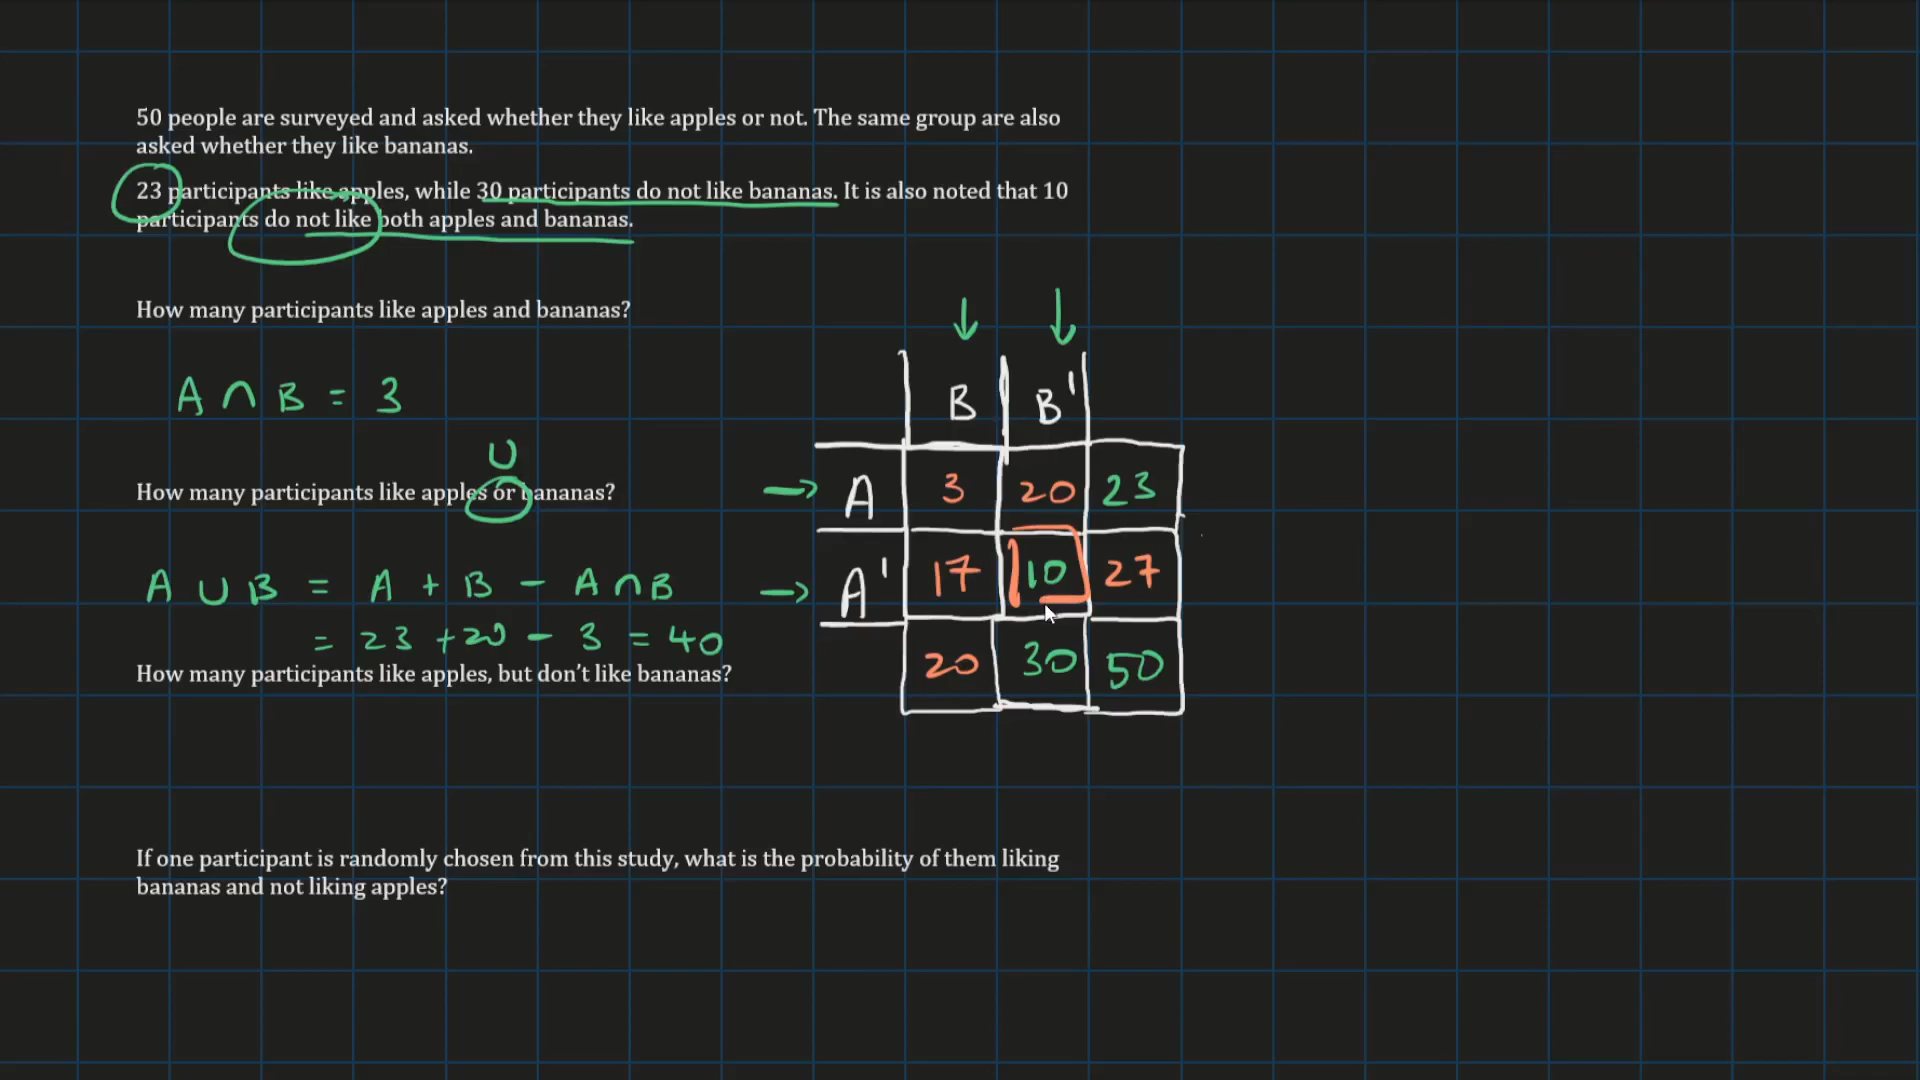 50 people are surveyed and asked whether they like apples or not. The same group are also
asked whether they like bananas.
23 participants like apples, while 30 participants do not like bananas. It is also noted that 10
participants do not like both apples and bananas.
How many participants like apples and bananas?
A ∩ B = 3
U
How many participants like apples or bananas?
A ∪ B = A + B - A ∩ B
= 23 + 20 - 3 = 40
How many participants like apples, but don't like bananas?
B B'
A 3 20 23
A' 17 10 27
20 30 50
If one participant is randomly chosen from this study, what is the probability of them liking
bananas and not liking apples?